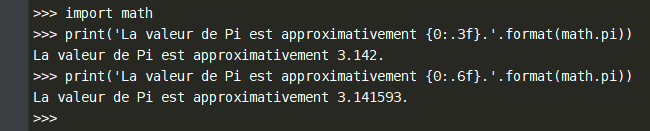 >>> import math
>>> print('La valeur de Pi est approximativement {0:.3f}.'.format(math.pi))
La valeur de Pi est approximativement 3.142.
>>> print('La valeur de Pi est approximativement {0:.6f}.'.format(math.pi))
La valeur de Pi est approximativement 3.141593.
>>>